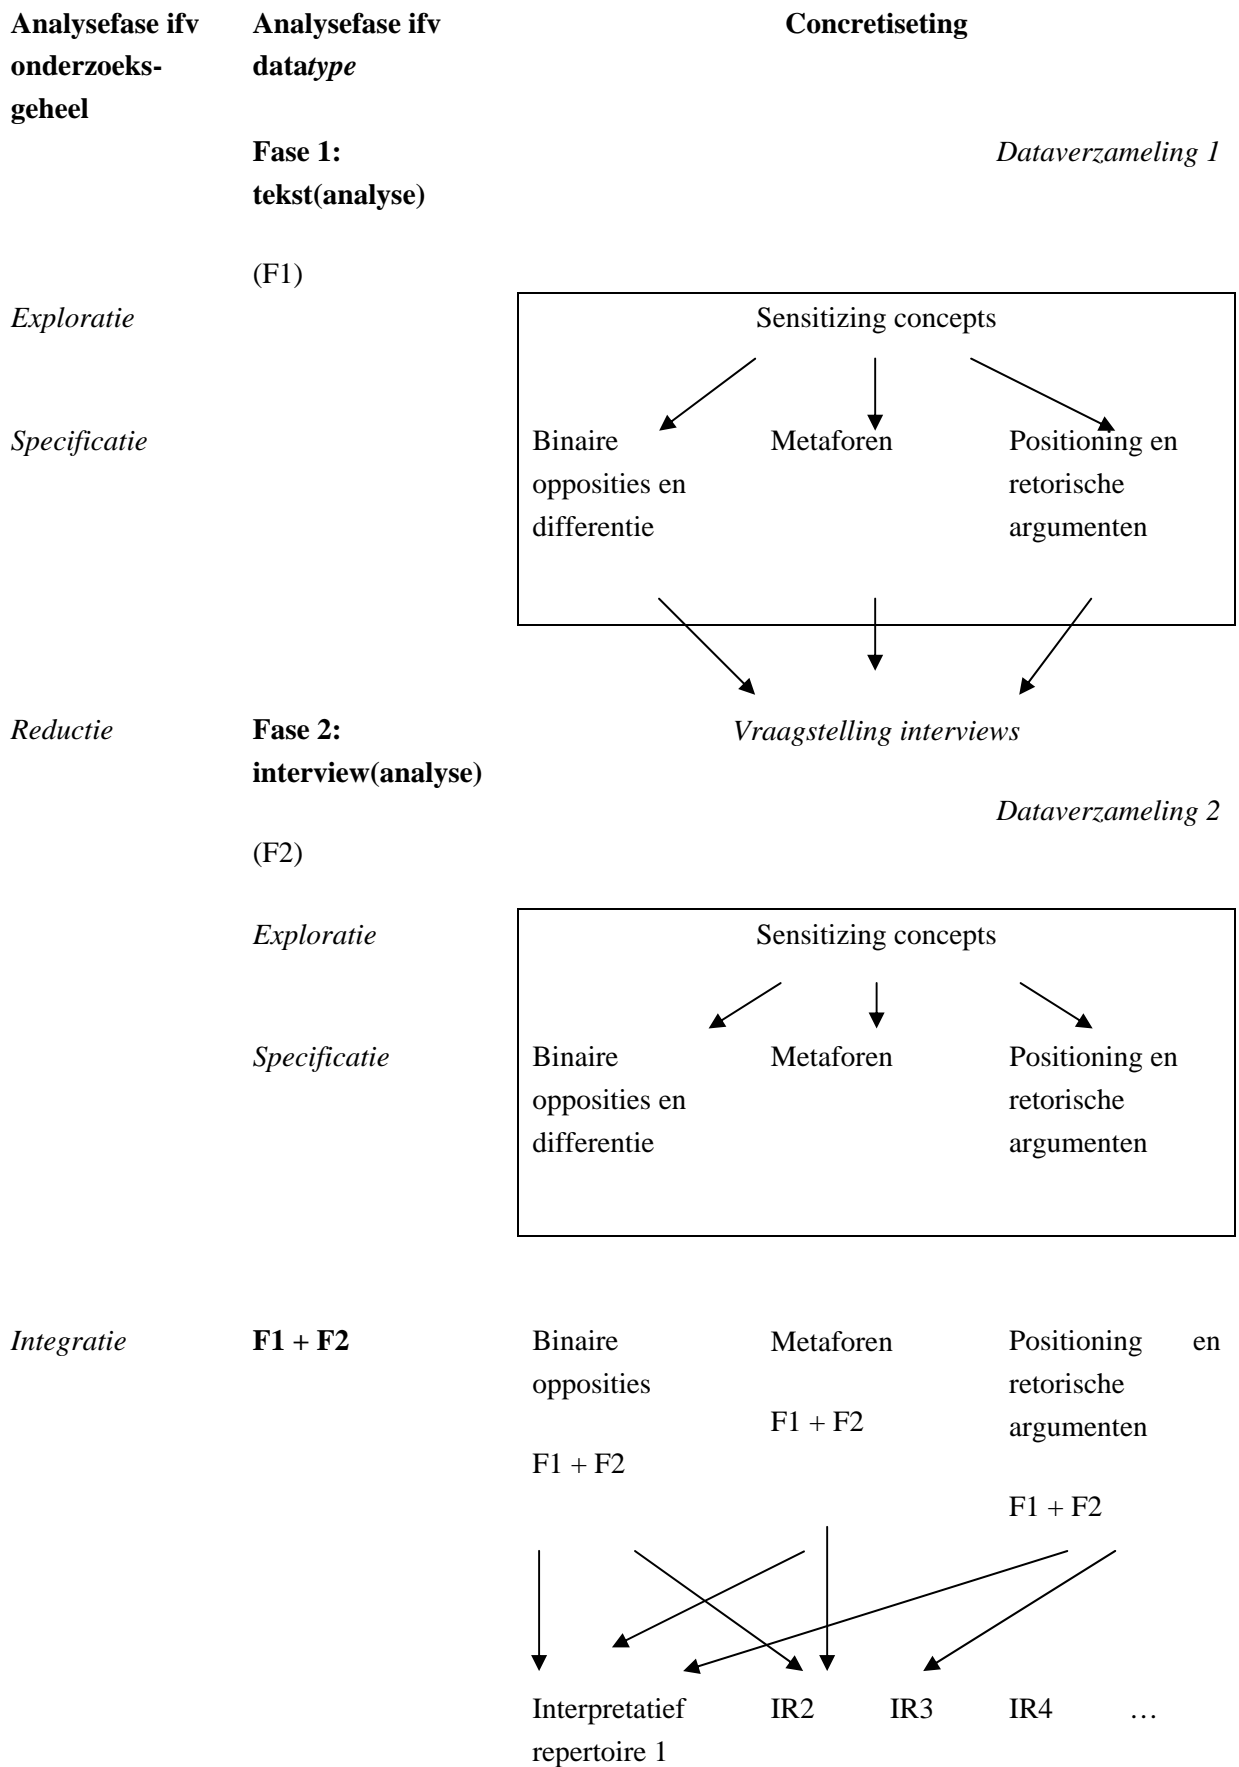 Analysefase ifv Analysefase ifv Concretiseting
onderzoeks- datatype
geheel
Fase 1: Dataverzameling 1
tekst(analyse)
(F1)
Exploratie Sensitizing concepts
Specificatie Binaire Metaforen Positioning en
opposities en retorische
differentie argumenten
Reductie Fase 2: Vraagstelling interviews
interview(analyse)
Dataverzameling 2
(F2)
Exploratie Sensitizing concepts
Specificatie Binaire Metaforen Positioning en
opposities en retorische
differentie argumenten
Integratie F1 + F2 Binaire Metaforen Positioning en
opposities retorische
F1 + F2 argumenten
F1 + F2
F1 + F2
Interpretatief IR2 IR3 IR4 …
repertoire 1